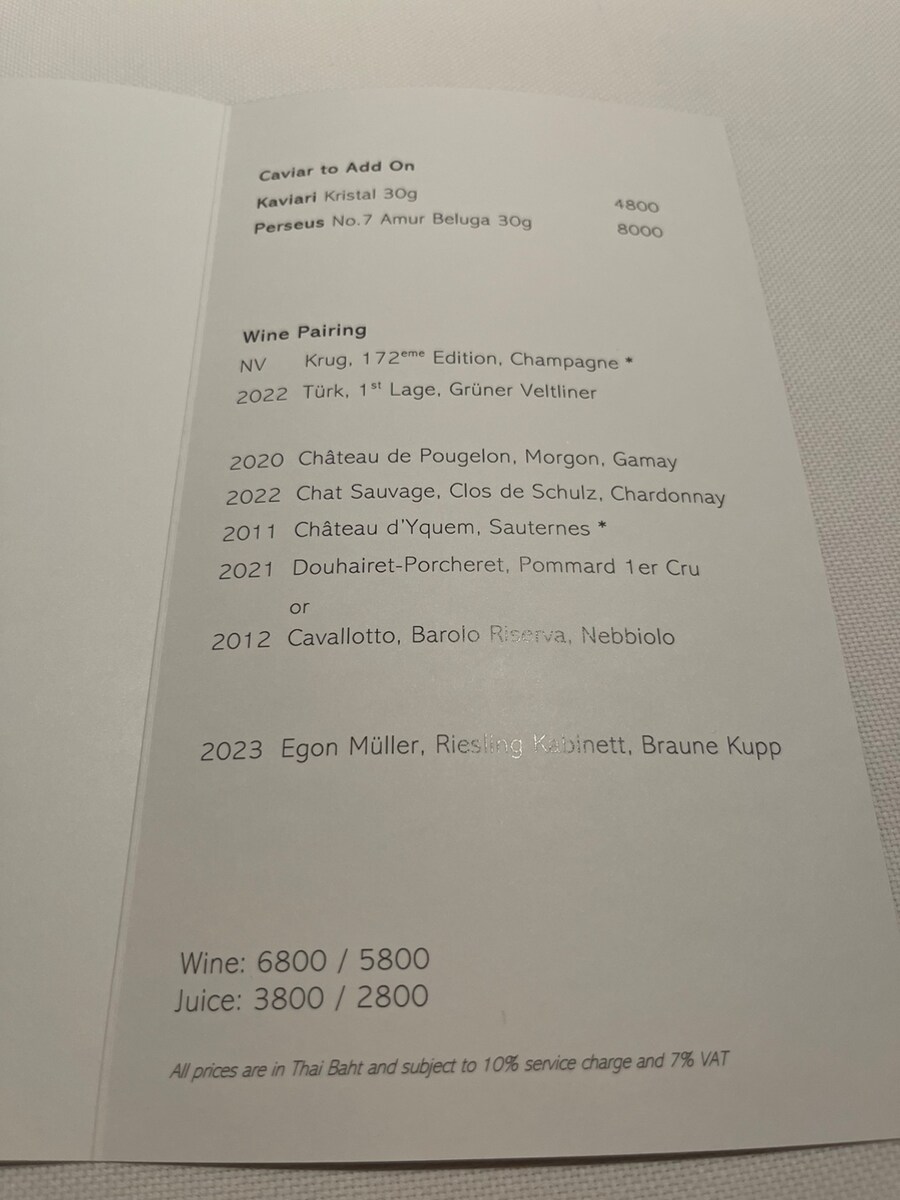 Caviar to Add On
Kaviari Kristal 30g 4800
Perseus No.7 Amur Beluga 30g 8000
Wine Pairing
NV Krug, 172eme Edition, Champagne *
2022 Türk, 1st Lage, Grüner Veltliner
2020 Château de Pougelon, Morgon, Gamay
2022 Chat Sauvage, Clos de Schulz, Chardonnay
2011 Château d'Yquem, Sauternes *
2021 Douhairet-Porcheret, Pommard 1er Cru
or
2012 Cavallotto, Barolo Riserva, Nebbiolo
2023 Egon Müller, Riesling Kabinett, Braune Kupp
Wine: 6800 / 5800
Juice: 3800 / 2800
All prices are in Thai Baht and subject to 10% service charge and 7% VAT